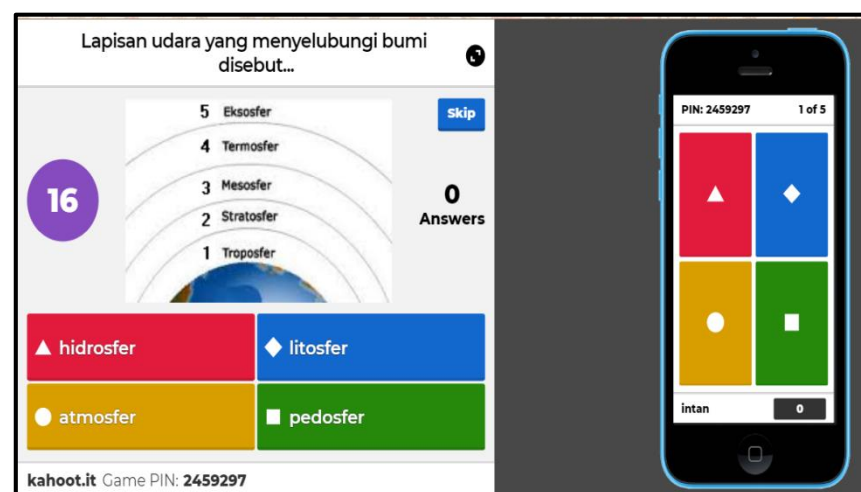 Lapisan udara yang menyelubungi bumi
disebut...
5 Eksosfer
Skip
4 Termosfer
16
3 Mesosfer
0
Answers
2 Stratosfer
1 Troposfer
hidrosfer
litosfer
atmosfer
pedosfer
kahoot.it Game PIN: 2459297
PIN: 2459297 1 of 5
intan 0